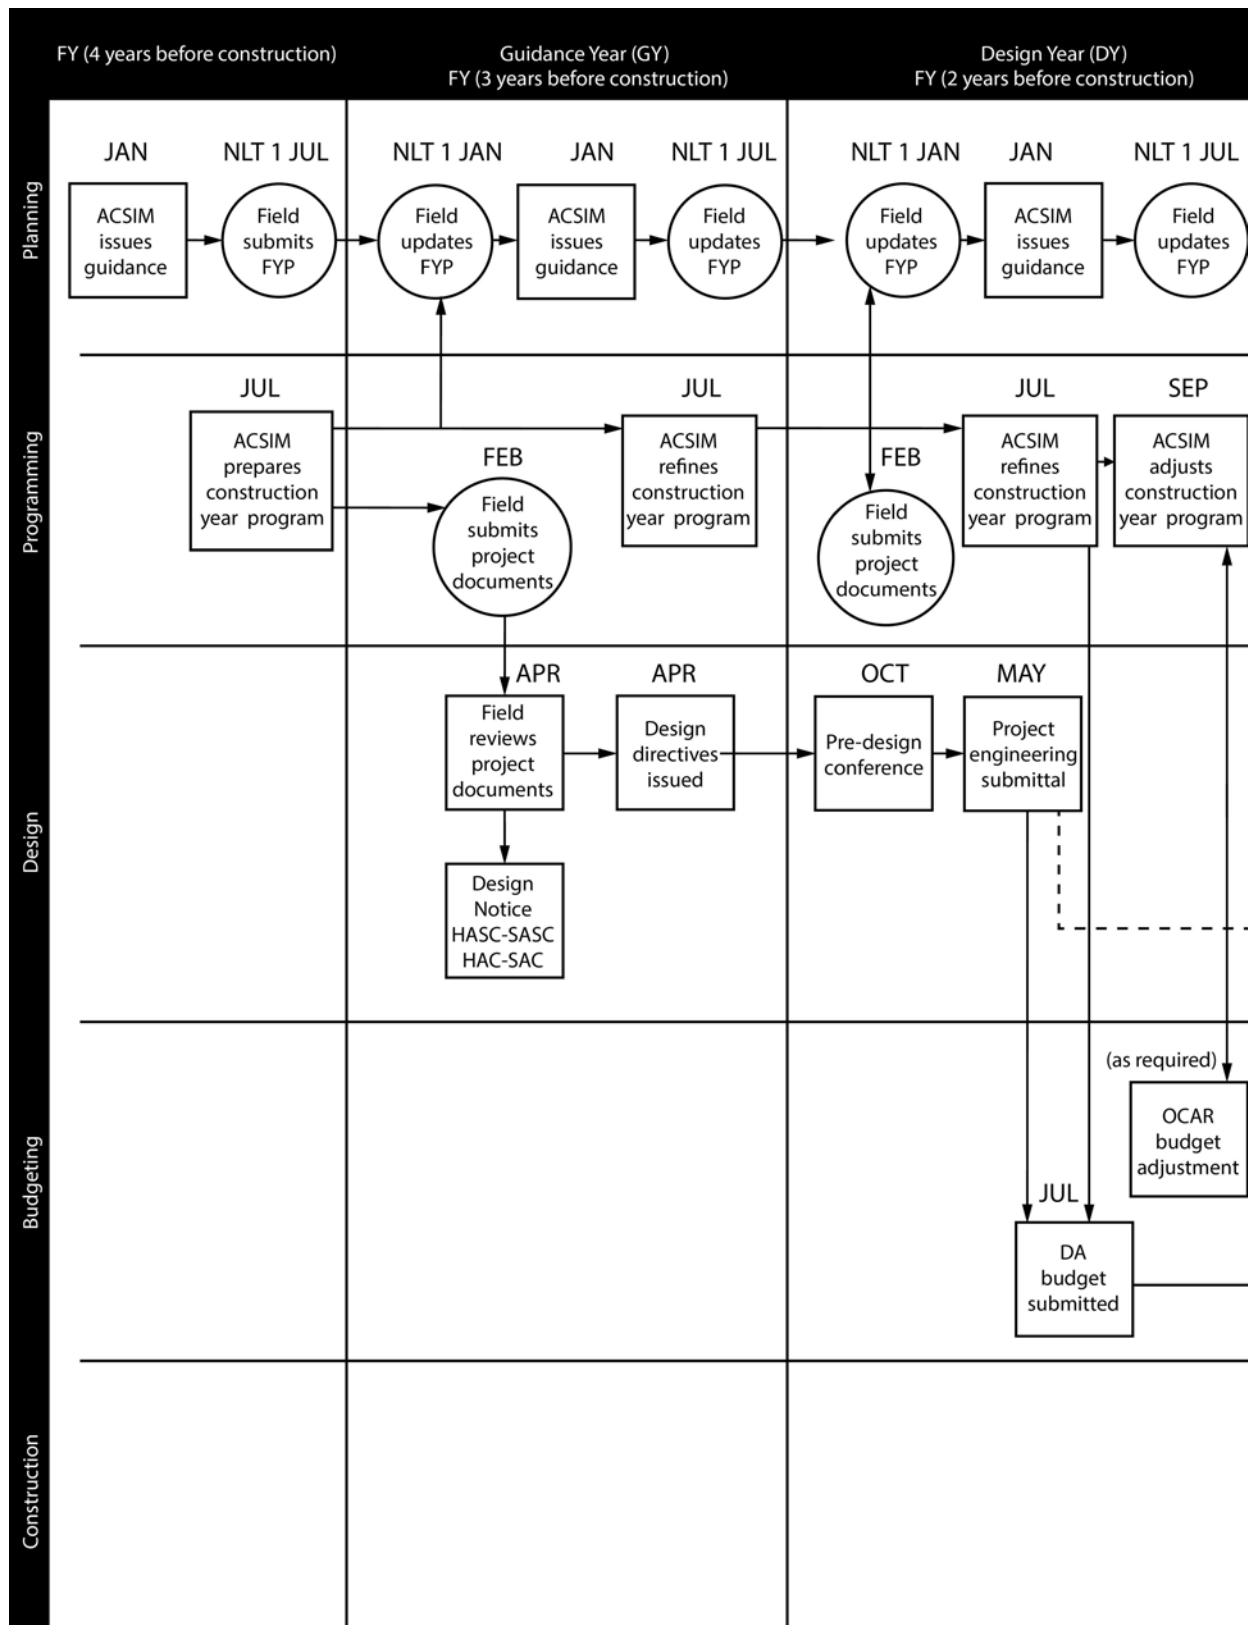 FY (4 years before construction)
Guidance Year (GY)
FY (3 years before construction)
Design Year (DY)
FY (2 years before construction)
Planning
JAN
NLT 1 JUL
NLT 1 JAN
JAN
NLT 1 JUL
NLT 1 JAN
JAN
NLT 1 JUL
ACSIM
issues
guidance
Field
submits
FYP
Field
updates
FYP
ACSIM
issues
guidance
Field
updates
FYP
Field
updates
FYP
ACSIM
issues
guidance
Field
updates
FYP
Programming
JUL
ACSIM
prepares
construction
year program
FEB
Field
submits
project
documents
JUL
ACSIM
refines
construction
year program
FEB
Field
submits
project
documents
JUL
ACSIM
refines
construction
year program
SEP
ACSIM
adjusts
construction
year program
Design
APR
Field
reviews
project
documents
APR
Design
directives
issued
OCT
Pre-design
conference
MAY
Project
engineering
submittal
Design
Notice
HASC-SASC
HAC-SAC
Budgeting
(as required)
OCAR
budget
adjustment
JUL
DA
budget
submitted
Construction